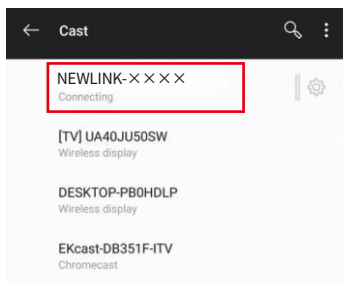 Cast
NEWLINK-××××
Connecting
[TV] UA40JU50SW
Wireless display
DESKTOP-PB0HDLP
Wireless display
EKcast-DB351F-ITV
Chromecast